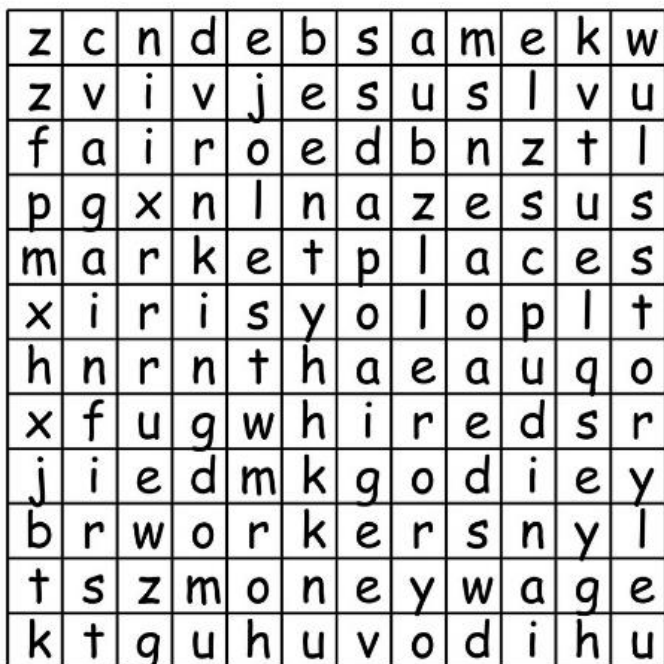 z c n d e b s a m e k w
z v i v j e s u s l v u
f a i r o e d b n z t l
p g x n l n a z e s u s
m a r k e t p l a c e s
x i r i s y o l o p l t
h n r n t h a e a u q o
x f u g w h i r e d s r
j i e d m k g o d i e y
b r w o r k e r s n y l
t s z m o n e y w a g e
k t g u h u v o d i h u